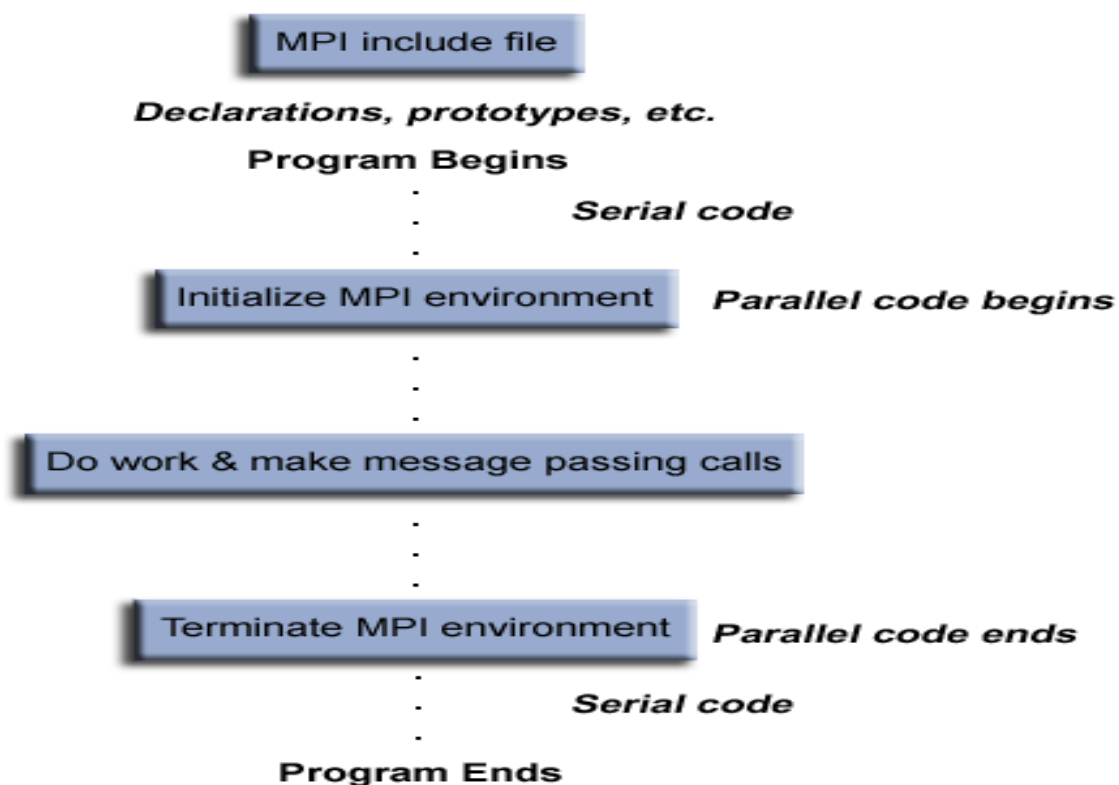 MPI include file
Declarations, prototypes, etc.
Program Begins
Serial code
Initialize MPI environment
Parallel code begins
Do work & make message passing calls
Terminate MPI environment
Parallel code ends
Serial code
Program Ends